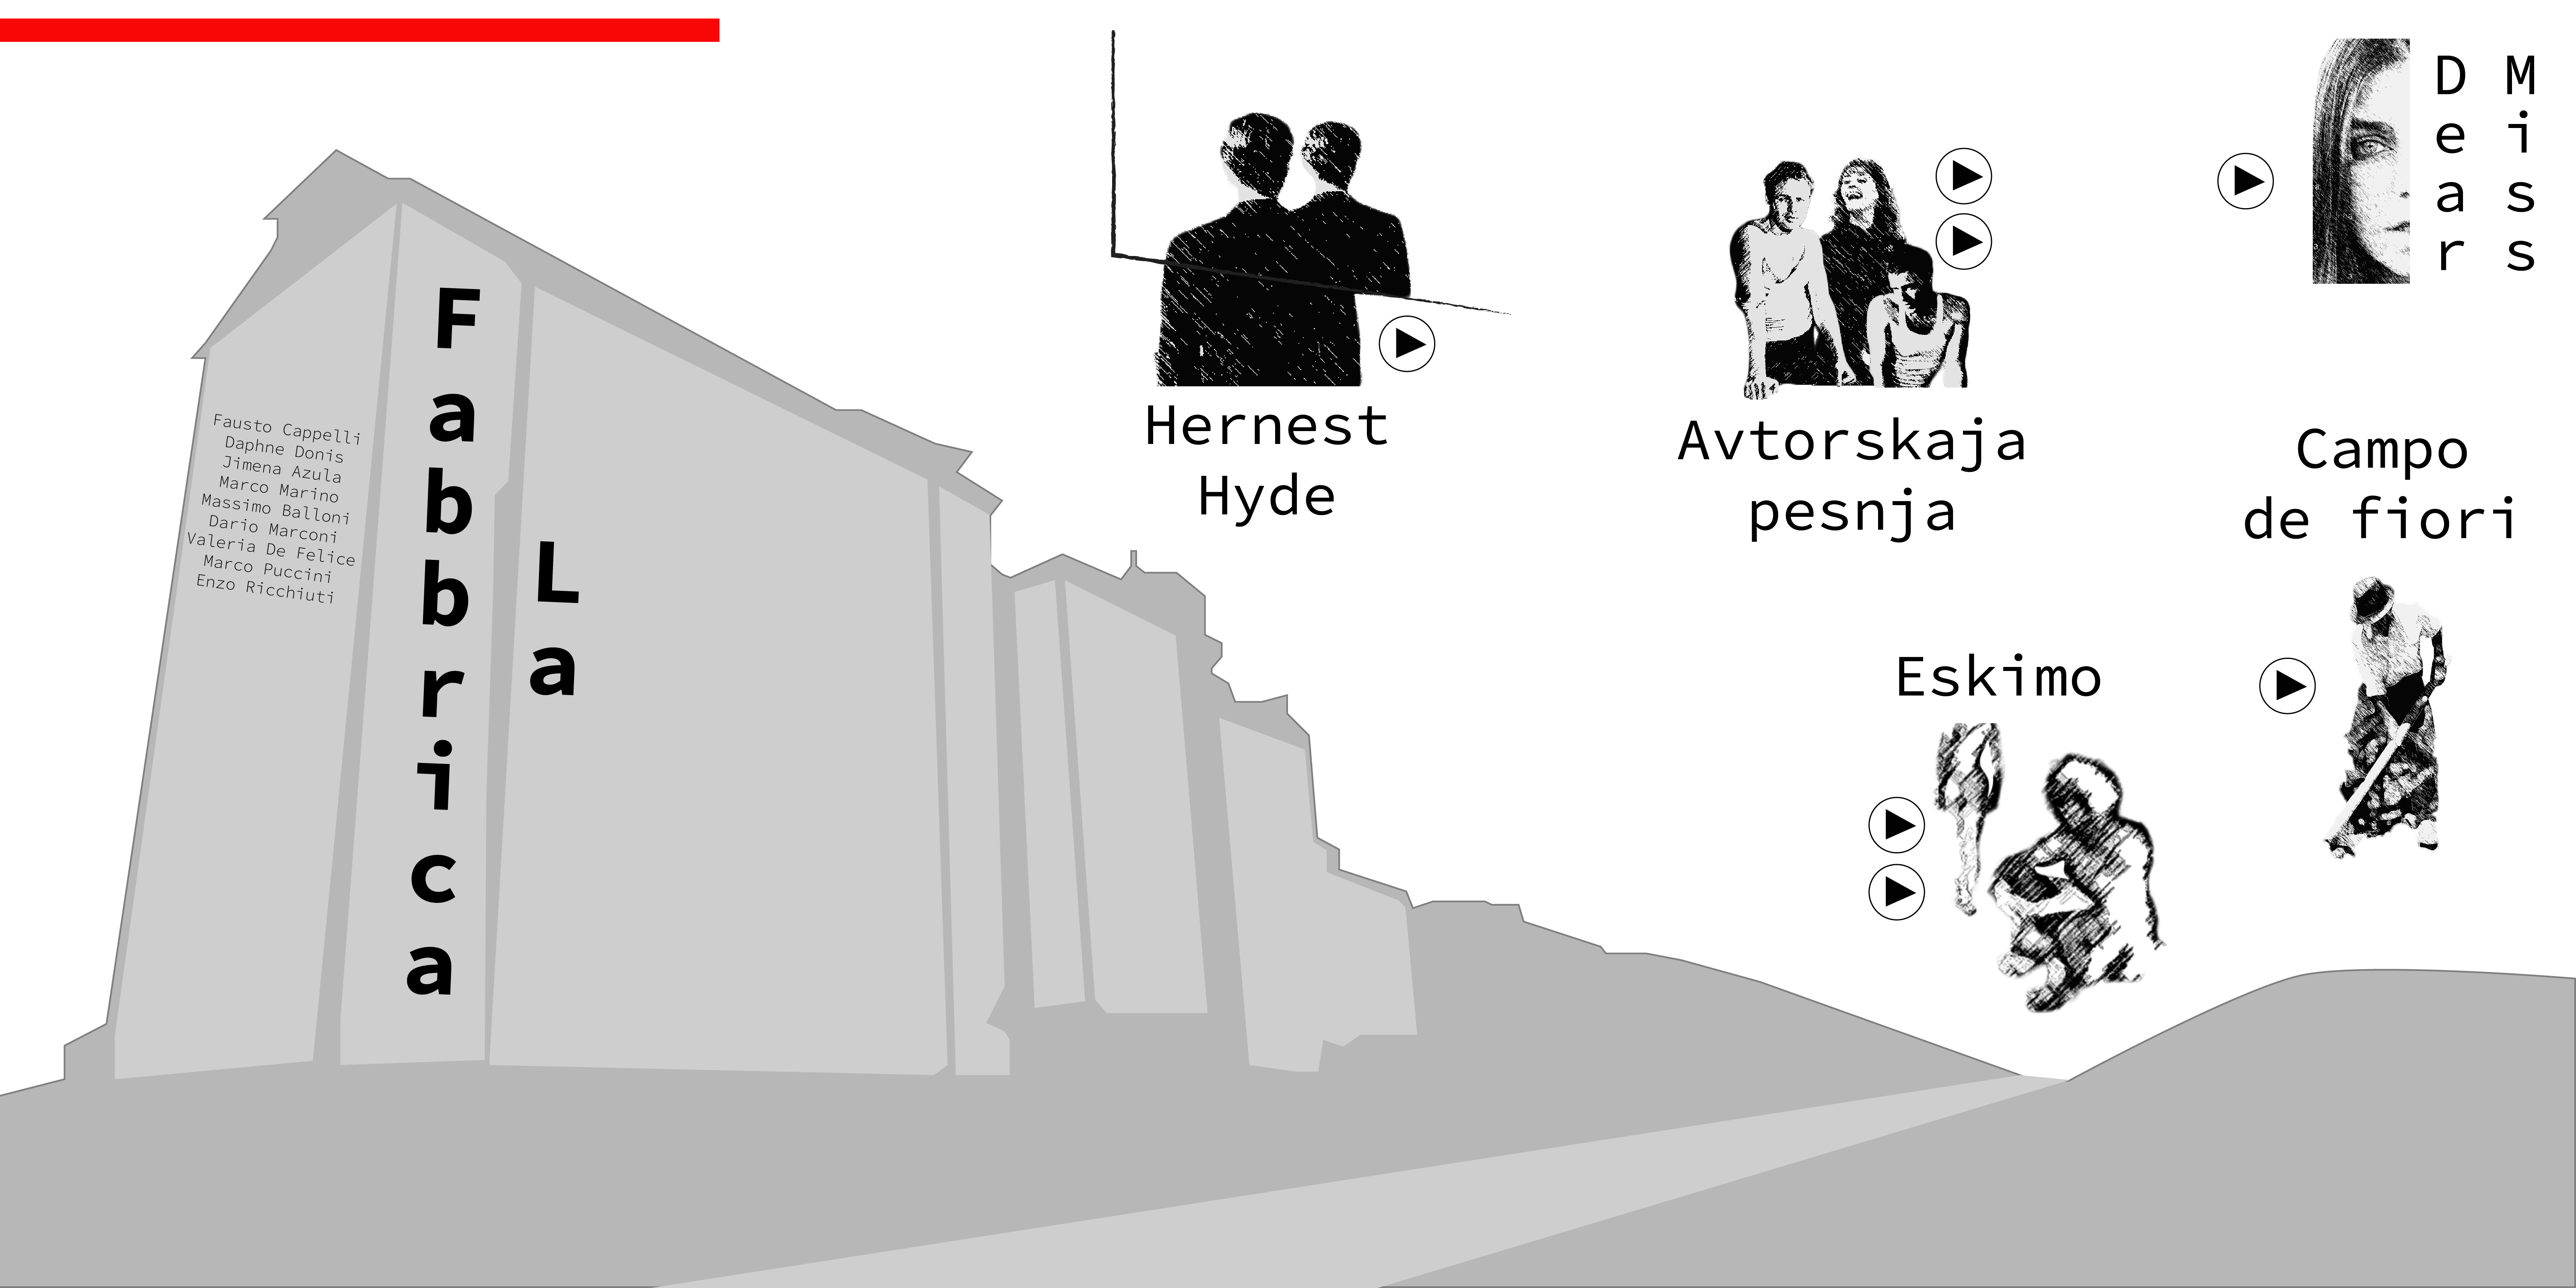 La
Fabbrica
Fausto Cappelli
Daphne Donis
Jimena Azula
Marco Marino
Massimo Balloni
Dario Marconi
Valeria De Felice
Marco Puccini
Enzo Ricchiuti
Hernest
Hyde
Avtorskaja
pesnja
Dear
Miss
Campo
de fiori
Eskimo